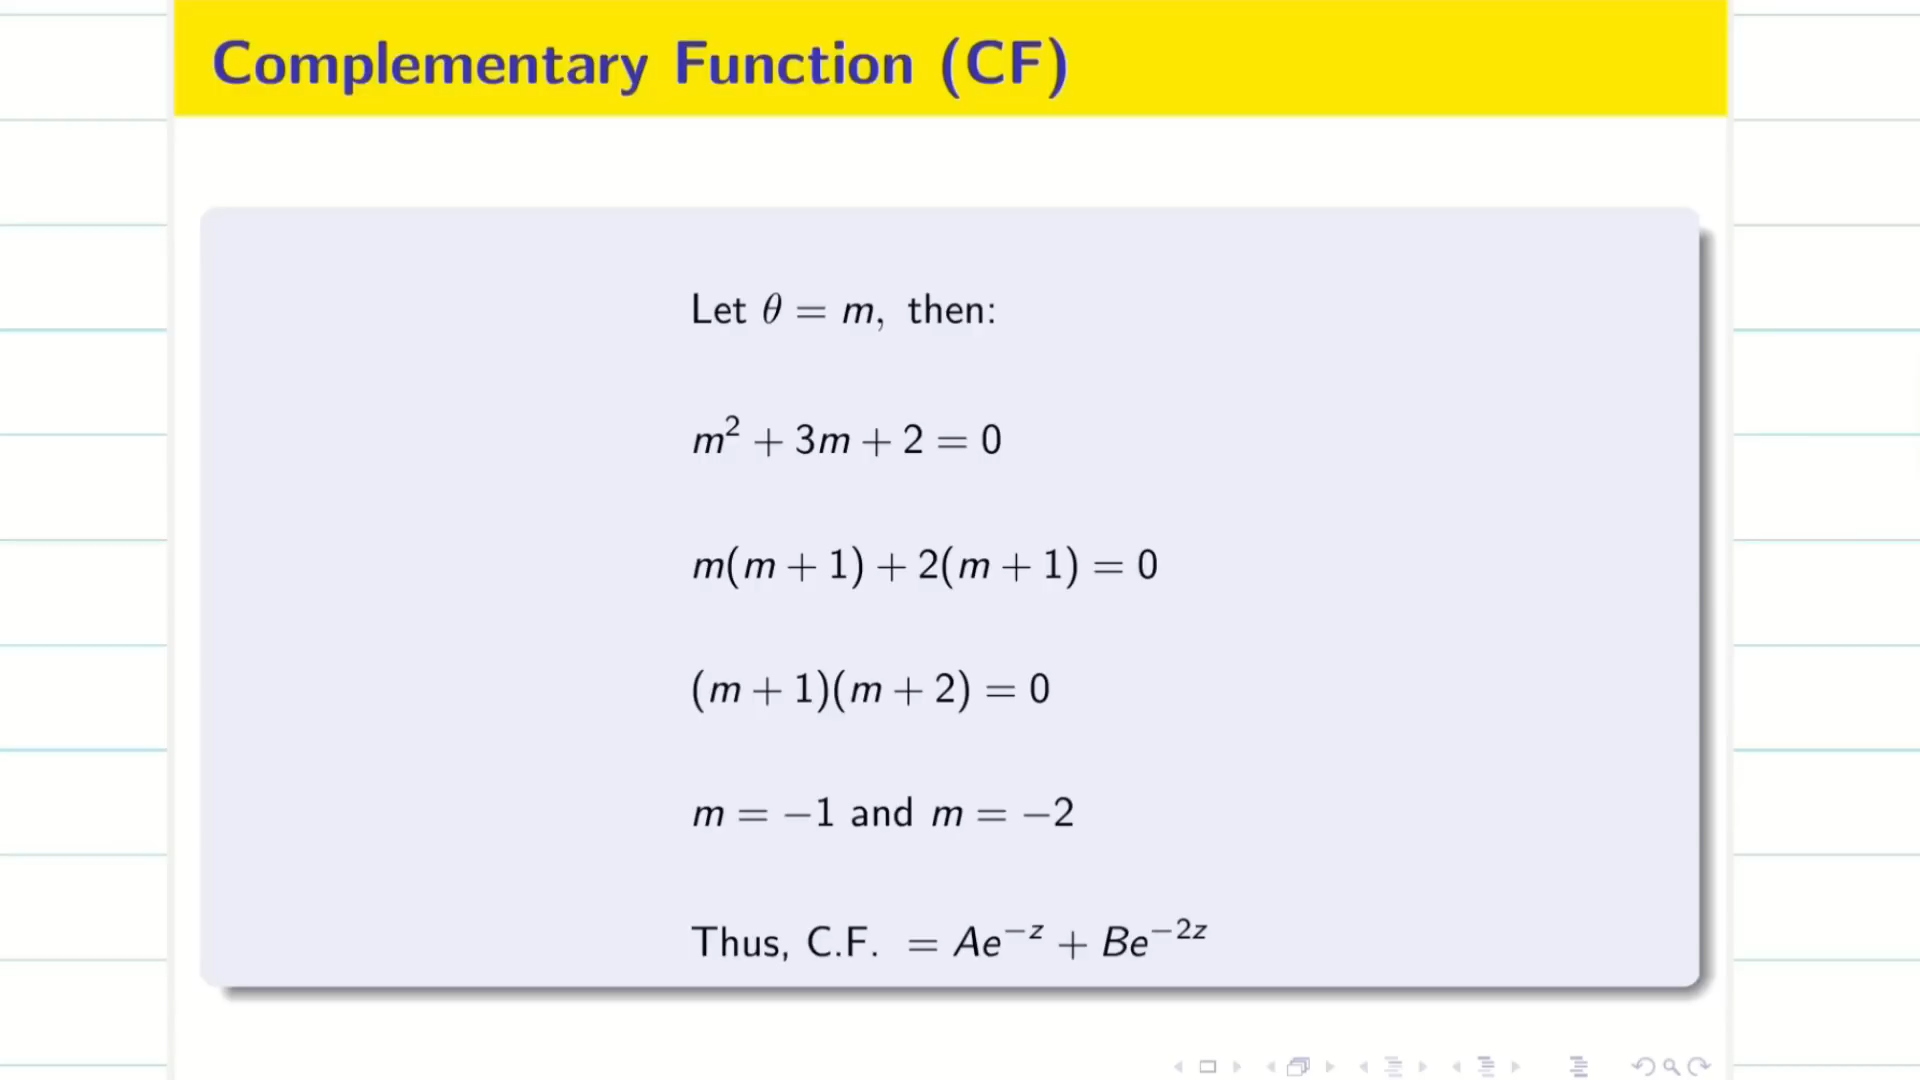 Complementary Function (CF)
Let θ = m, then:
m² + 3m + 2 = 0
m(m + 1) + 2(m + 1) = 0
(m + 1)(m + 2) = 0
m = −1 and m = −2
Thus, C.F. = Ae⁻ᶻ + Be⁻²ᶻ